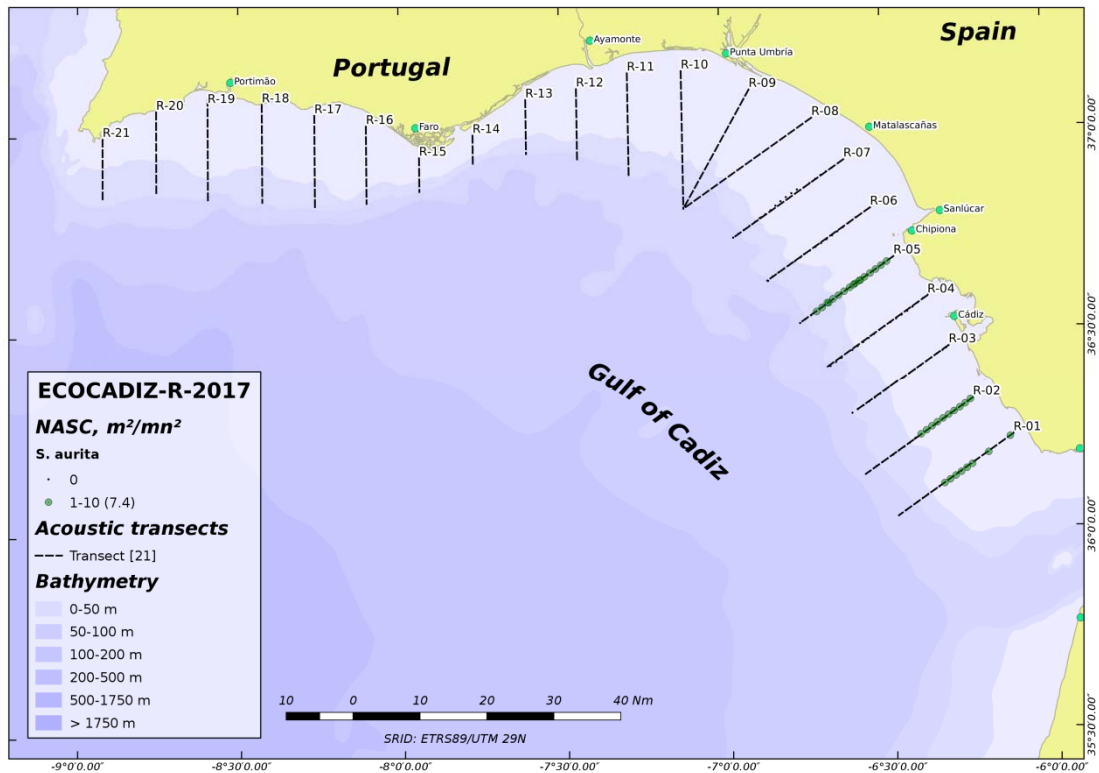 Spain
Portugal
Ayamonte
Punta Umbría
Portimão
Faro
Matalascañas
Sanlúcar
Chipiona
Cádiz
R-21
R-20
R-19
R-18
R-17
R-16
R-15
R-14
R-13
R-12
R-11
R-10
R-09
R-08
R-07
R-06
R-05
R-04
R-03
R-02
R-01
Gulf of Cadiz
ECOCADIZ-R-2017
NASC, m²/mn²
S. aurita
0
1-10 (7.4)
Acoustic transects
Transect [21]
Bathymetry
0-50 m
50-100 m
100-200 m
200-500 m
500-1750 m
> 1750 m
10 0 10 20 30 40 Nm
SRID: ETRS89/UTM 29N
37°0'0.00"
36°30'0.00"
36°0'0.00"
35°30'0.00"
-9°0'0.00" -8°30'0.00" -8°0'0.00" -7°30'0.00" -7°0'0.00" -6°30'0.00" -6°0'0.00"